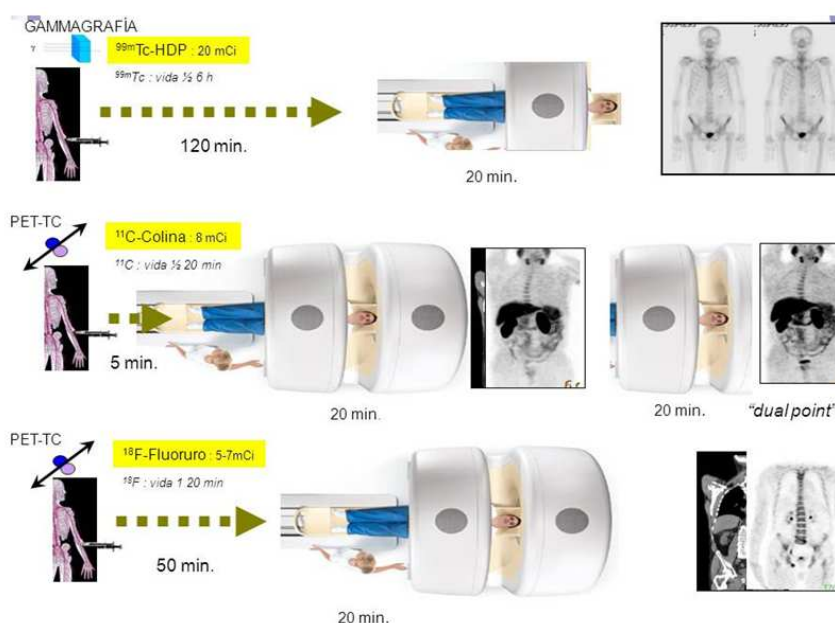 GAMMAGRAFÍA
γ
⁹⁹ᵐTc-HDP : 20 mCi
⁹⁹ᵐTc : vida ½ 6 h
120 min.
20 min.
PET-TC
¹¹C-Colina : 8 mCi
¹¹C : vida ½ 20 min
5 min.
20 min.
20 min.
"dual point"
PET-TC
¹⁸F-Fluoruro : 5-7mCi
¹⁸F : vida 1 20 min
50 min.
20 min.